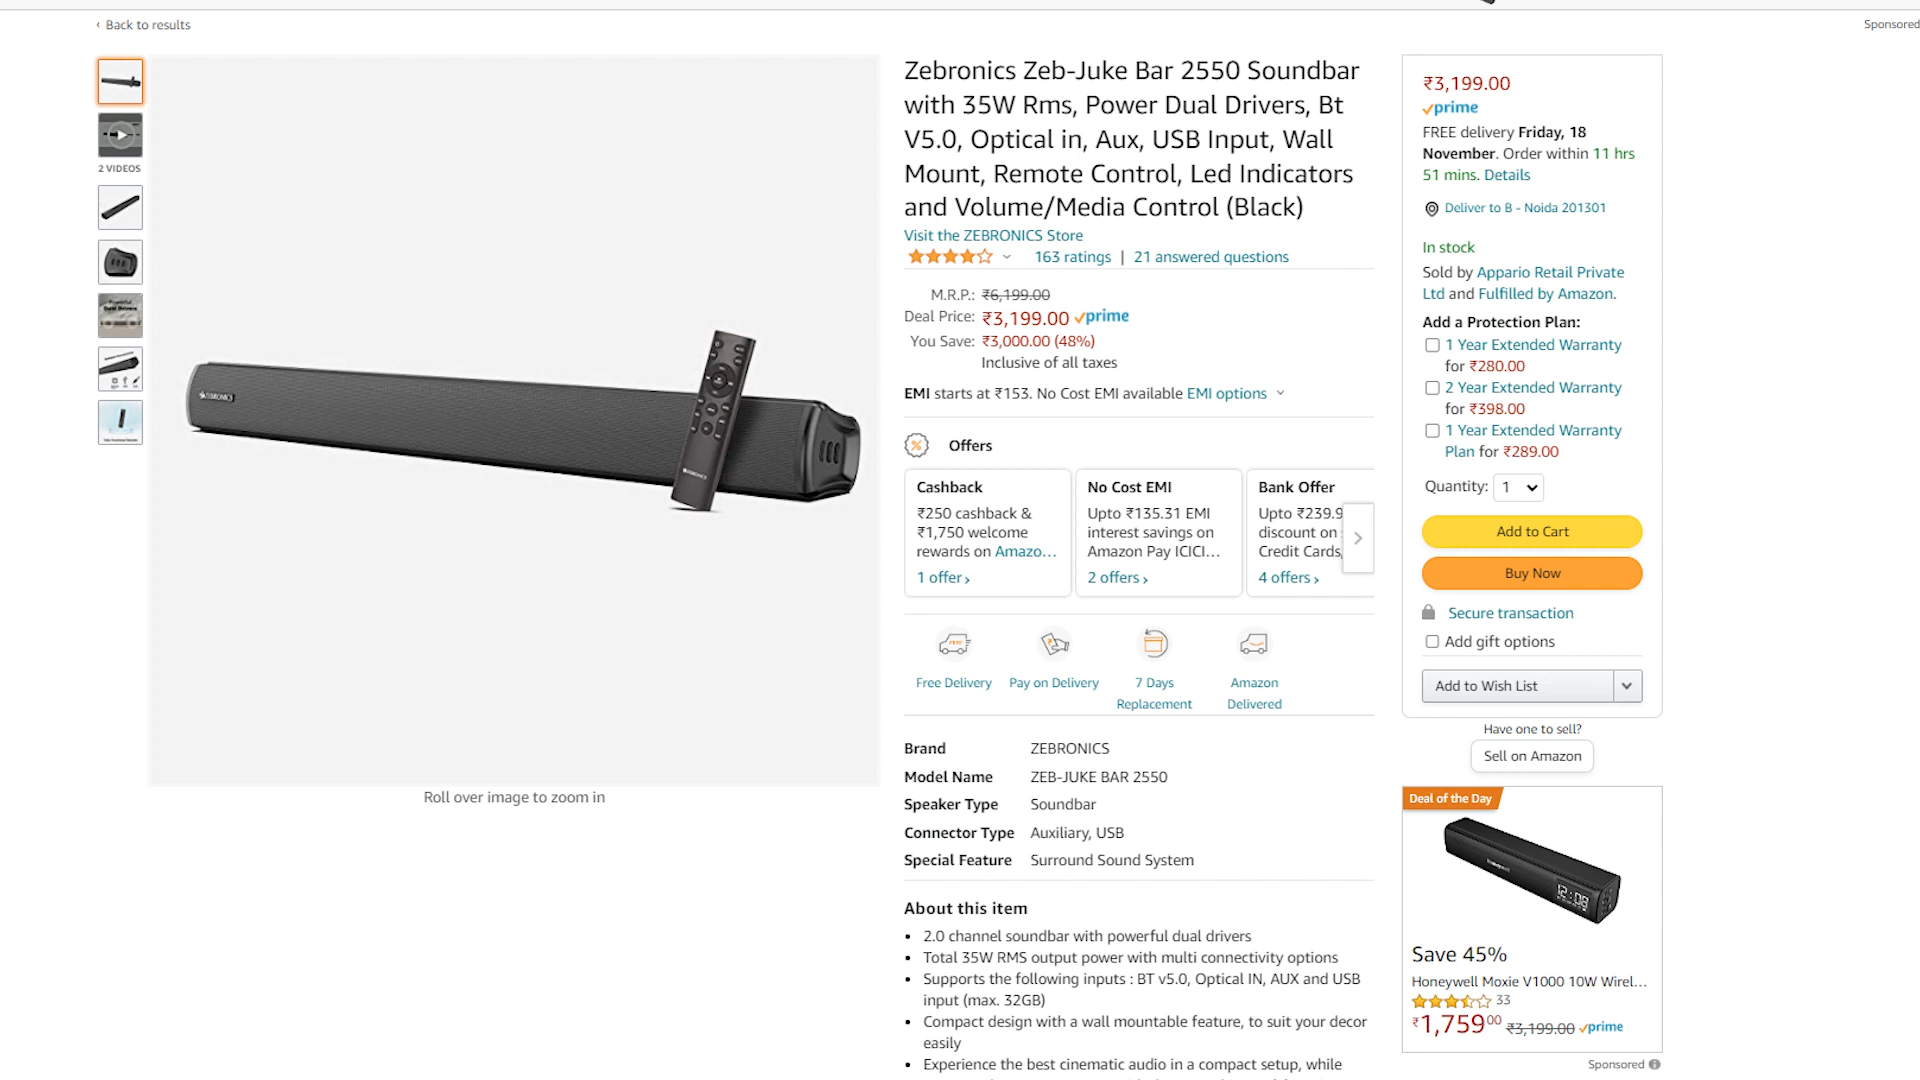 ‹ Back to results
Sponsored
2 VIDEOS
ZEBRONICS
Roll over image to zoom in
Zebronics Zeb-Juke Bar 2550 Soundbar
with 35W Rms, Power Dual Drivers, Bt
V5.0, Optical in, Aux, USB Input, Wall
Mount, Remote Control, Led Indicators
and Volume/Media Control (Black)
Visit the ZEBRONICS Store
163 ratings | 21 answered questions
M.R.P.: ₹6,199.00
Deal Price: ₹3,199.00 prime
You Save: ₹3,000.00 (48%)
Inclusive of all taxes
EMI starts at ₹153. No Cost EMI available EMI options
Offers
Cashback
₹250 cashback &
₹1,750 welcome
rewards on Amazo...
1 offer ›
No Cost EMI
Upto ₹135.31 EMI
interest savings on
Amazon Pay ICICI...
2 offers ›
Bank Offer
Upto ₹239.9
discount on
Credit Cards,
4 offers ›
Free Delivery
Pay on Delivery
7 Days
Replacement
Amazon
Delivered
Brand ZEBRONICS
Model Name ZEB-JUKE BAR 2550
Speaker Type Soundbar
Connector Type Auxiliary, USB
Special Feature Surround Sound System
About this item
• 2.0 channel soundbar with powerful dual drivers
• Total 35W RMS output power with multi connectivity options
• Supports the following inputs : BT v5.0, Optical IN, AUX and USB
input (max. 32GB)
• Compact design with a wall mountable feature, to suit your decor
easily
• Experience the best cinematic audio in a compact setup, while
₹3,199.00
prime
FREE delivery Friday, 18
November. Order within 11 hrs
51 mins. Details
Deliver to B - Noida 201301
In stock
Sold by Appario Retail Private
Ltd and Fulfilled by Amazon.
Add a Protection Plan:
1 Year Extended Warranty
for ₹280.00
2 Year Extended Warranty
for ₹398.00
1 Year Extended Warranty
Plan for ₹289.00
Quantity: 1
Add to Cart
Buy Now
Secure transaction
Add gift options
Add to Wish List
Have one to sell?
Sell on Amazon
Deal of the Day
12:08
Save 45%
Honeywell Moxie V1000 10W Wirel...
33
₹1,759⁰⁰ ₹3,199.00 prime
Sponsored